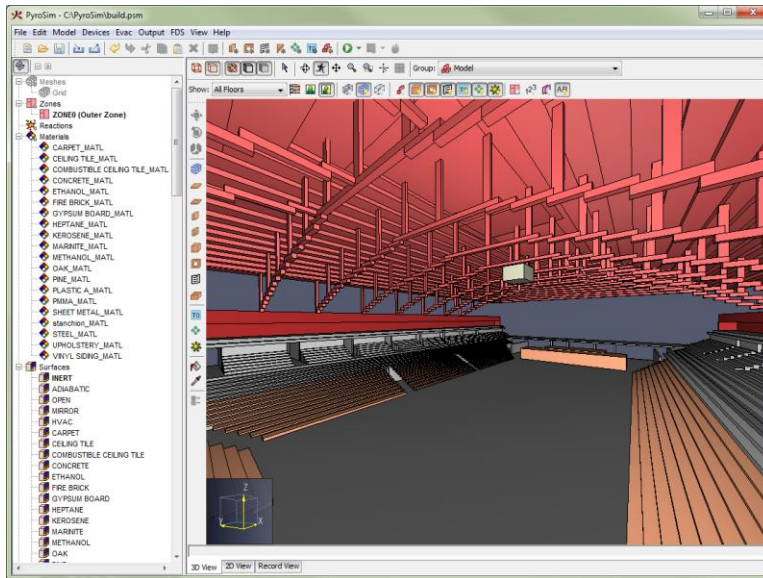 PyroSim - C:\PyroSim\build.psm
File Edit Model Devices Evac Output FDS View Help
Group: Model
Show: All Floors
Meshes
Grid
Zones
ZONE0 (Outer Zone)
Reactions
Materials
CARPET_MATL
CEILING TILE_MATL
COMBUSTIBLE CEILING TILE_MATL
CONCRETE_MATL
ETHANOL_MATL
FIRE BRICK_MATL
GYPSUM BOARD_MATL
HEPTANE_MATL
KEROSENE_MATL
MARINITE_MATL
METHANOL_MATL
OAK_MATL
PINE_MATL
PLASTIC A_MATL
PMMA_MATL
SHEET METAL_MATL
stanchion_MATL
STEEL_MATL
UPHOLSTERY_MATL
VINYL SIDING_MATL
Surfaces
INERT
ADIABATIC
OPEN
MIRROR
HVAC
CARPET
CEILING TILE
COMBUSTIBLE CEILING TILE
CONCRETE
ETHANOL
FIRE BRICK
GYPSUM BOARD
HEPTANE
KEROSENE
MARINITE
METHANOL
OAK
Z
Y
X
3D View 2D View Record View